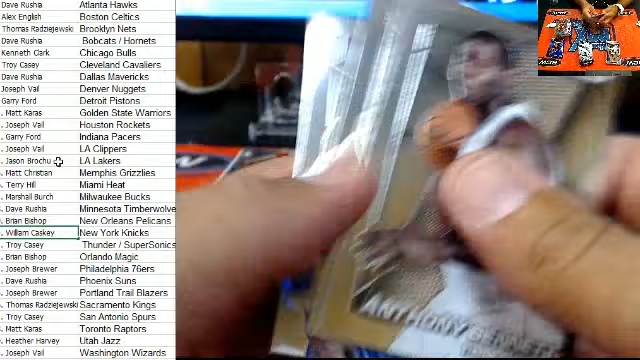 Dave Rushia Atlanta Hawks
Alex English Boston Celtics
Thomas Radziejewski Brooklyn Nets
Dave Rushia Bobcats / Hornets
Kenneth Clark Chicago Bulls
Troy Casey Cleveland Cavaliers
Dave Rushia Dallas Mavericks
Joseph Vail Denver Nuggets
Garry Ford Detroit Pistons
Matt Karas Golden State Warriors
Joseph Vail Houston Rockets
Garry Ford Indiana Pacers
Joseph Vail LA Clippers
Jason Brochu LA Lakers
Matt Christian Memphis Grizzlies
Terry Hill Miami Heat
Marshall Burch Milwaukee Bucks
Dave Rushia Minnesota Timberwolve
Brian Bishop New Orleans Pelicans
Willam Caskey New York Knicks
Troy Casey Thunder / SuperSonics
Brian Bishop Orlando Magic
Joseph Brewer Philadelphia 76ers
Dave Rushia Phoenix Suns
Joseph Brewer Portland Trail Blazers
Thomas Radziejewski Sacramento Kings
Troy Casey San Antonio Spurs
Matt Karas Toronto Raptors
Heather Harvey Utah Jazz
Joseph Vail Washington Wizards
ANTHONY BENNE